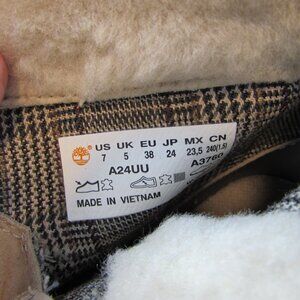 US UK EU JP MX CN
7 5 38 24 23,5 240(1.5)
A24UU A3760
MADE IN VIETNAM